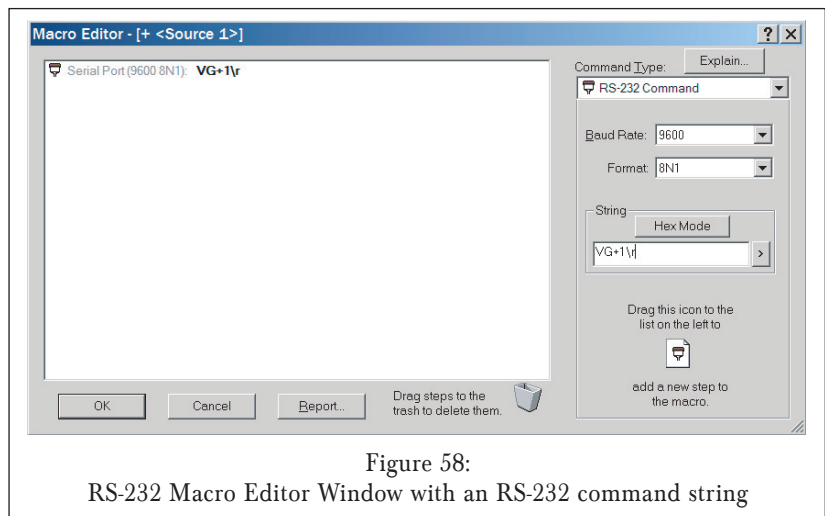 Macro Editor - [+ <Source 1>]
? X
Serial Port (9600 8N1): VG+1\r
Explain...
Command Type:
RS-232 Command
Baud Rate: 9600
Format: 8N1
String
Hex Mode
VG+1\r
>
Drag this icon to the
list on the left to
add a new step to
the macro.
OK Cancel Report...
Drag steps to the
trash to delete them.
Figure 58:
RS-232 Macro Editor Window with an RS-232 command string